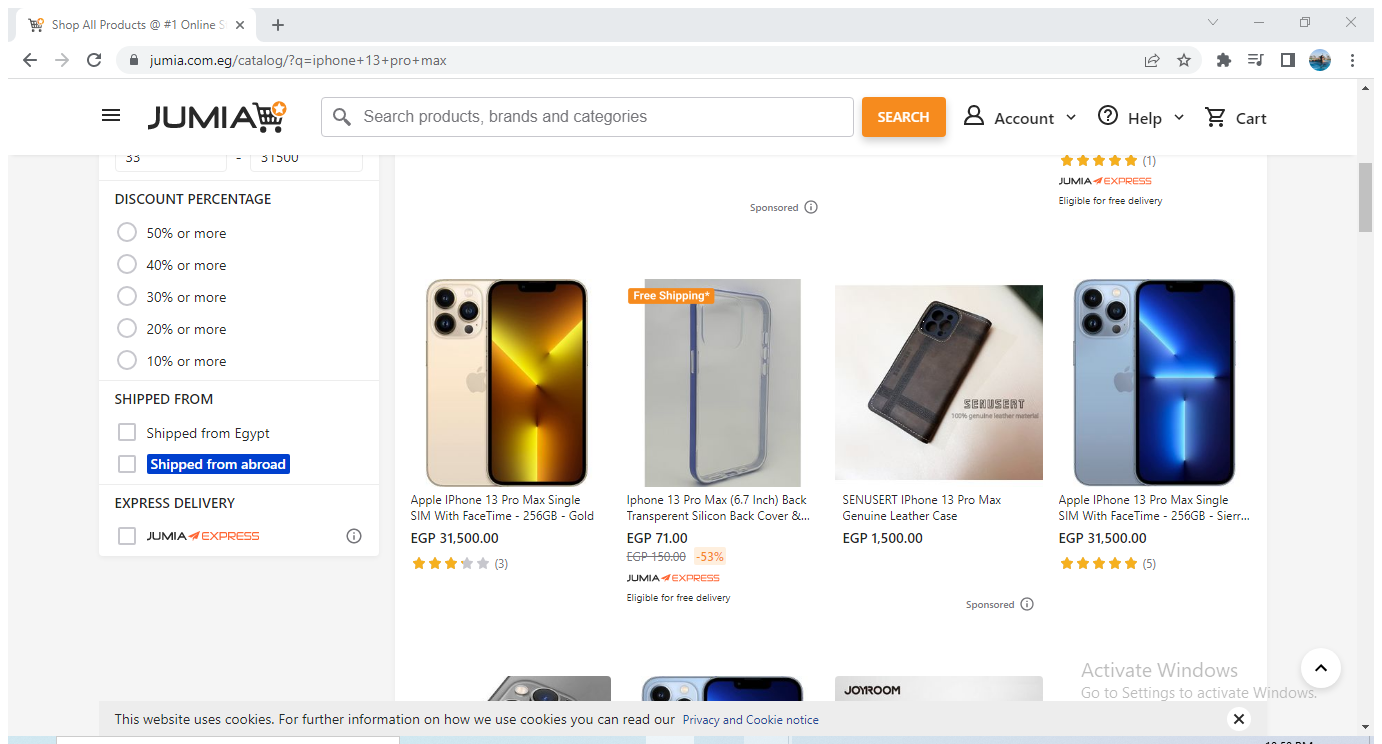 Shop All Products @ #1 Online S
jumia.com.eg/catalog/?q=iphone+13+pro+max
JUMIA
Search products, brands and categories
SEARCH
Account
Help
Cart
33 - 31500
DISCOUNT PERCENTAGE
50% or more
40% or more
30% or more
20% or more
10% or more
SHIPPED FROM
Shipped from Egypt
Shipped from abroad
EXPRESS DELIVERY
JUMIA EXPRESS
(1)
JUMIA EXPRESS
Eligible for free delivery
Sponsored
Apple IPhone 13 Pro Max Single
SIM With FaceTime - 256GB - Gold
EGP 31,500.00
(3)
Free Shipping*
Iphone 13 Pro Max (6.7 Inch) Back
Transperent Silicon Back Cover &...
EGP 71.00
EGP 150.00 -53%
JUMIA EXPRESS
Eligible for free delivery
SENUSERT
100% genuine leather material
SENUSERT IPhone 13 Pro Max
Genuine Leather Case
EGP 1,500.00
Sponsored
Apple IPhone 13 Pro Max Single
SIM With FaceTime - 256GB - Sierr...
EGP 31,500.00
(5)
JOYROOM
Activate Windows
Go to Settings to activate Windows.
This website uses cookies. For further information on how we use cookies you can read our Privacy and Cookie notice